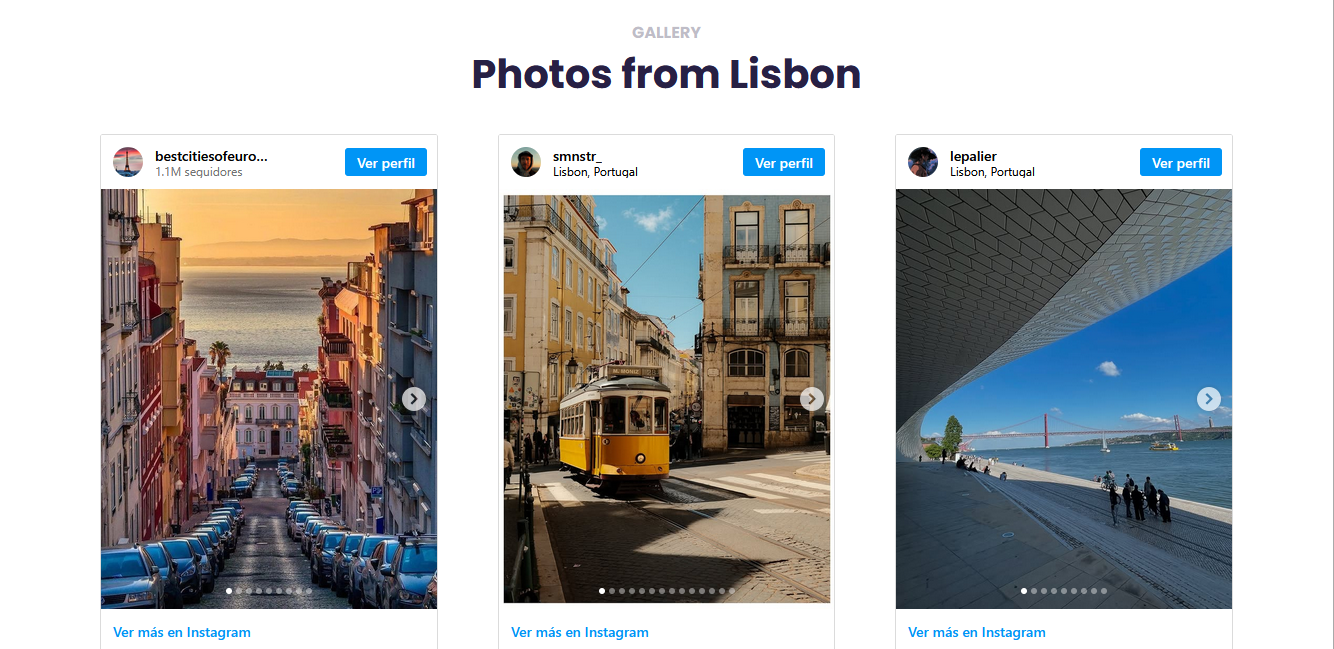 GALLERY
Photos from Lisbon
bestcitiesofeuro...
1.1M seguidores
Ver perfil
smnstr_
Lisbon, Portugal
Ver perfil
lepalier
Lisbon, Portugal
Ver perfil
M. MONIZ
Ver más en Instagram
Ver más en Instagram
Ver más en Instagram